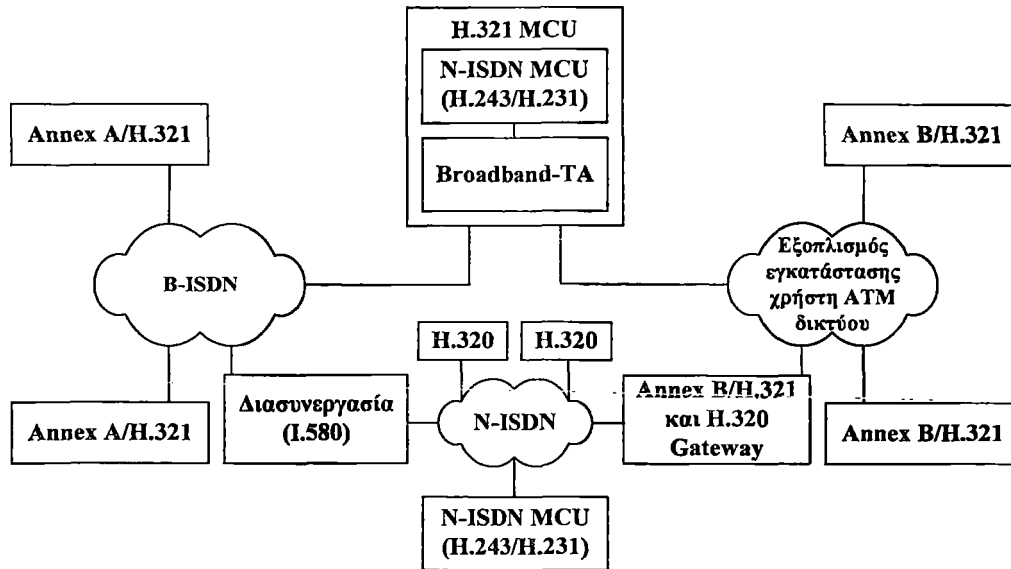 H.321 MCU
N-ISDN MCU
(H.243/H.231)
Broadband-TA
Annex A/H.321
Annex B/H.321
B-ISDN
Εξοπλισμός
εγκατάστασης
χρήστη ATM
δικτύου
H.320
H.320
Annex A/H.321
Διασυνεργασία
(I.580)
N-ISDN
Annex B/H.321
και H.320
Gateway
Annex B/H.321
N-ISDN MCU
(H.243/H.231)